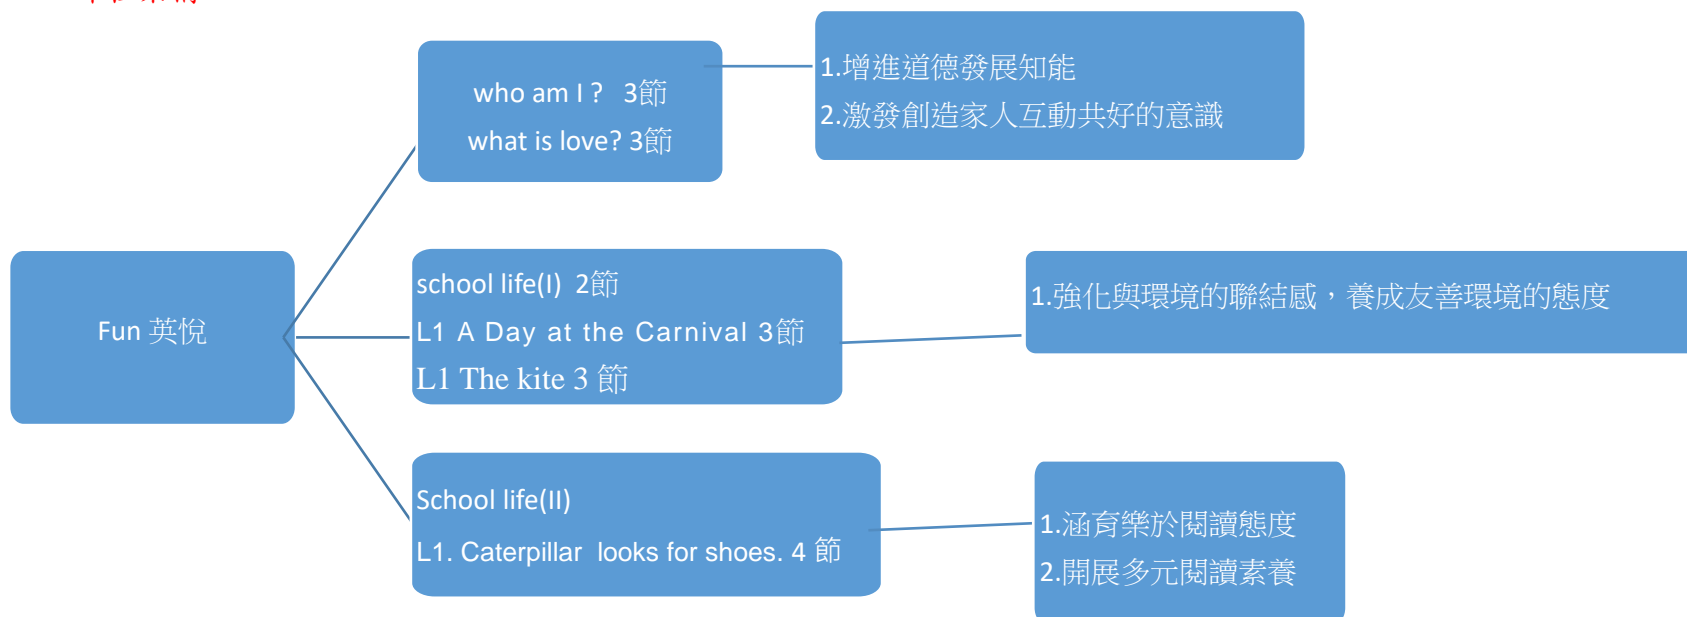 who am I ? 3節
what is love? 3節
1.增進道德發展知能
2.激發創造家人互動共好的意識
Fun 英悅
school life(I) 2節
L1 A Day at the Carnival 3節
L1 The kite 3 節
1.強化與環境的聯結感，養成友善環境的態度
School life(II)
L1. Caterpillar looks for shoes. 4 節
1.涵育樂於閱讀態度
2.開展多元閱讀素養